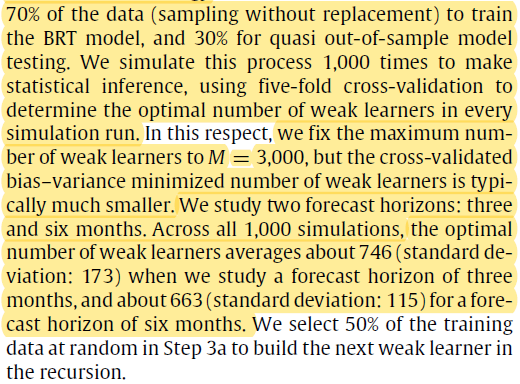 70% of the data (sampling without replacement) to train
the BRT model, and 30% for quasi out-of-sample model
testing. We simulate this process 1,000 times to make
statistical inference, using five-fold cross-validation to
determine the optimal number of weak learners in every
simulation run. In this respect, we fix the maximum num-
ber of weak learners to M = 3,000, but the cross-validated
bias–variance minimized number of weak learners is typi-
cally much smaller. We study two forecast horizons: three
and six months. Across all 1,000 simulations, the optimal
number of weak learners averages about 746 (standard de-
viation: 173) when we study a forecast horizon of three
months, and about 663 (standard deviation: 115) for a fore-
cast horizon of six months. We select 50% of the training
data at random in Step 3a to build the next weak learner in
the recursion.